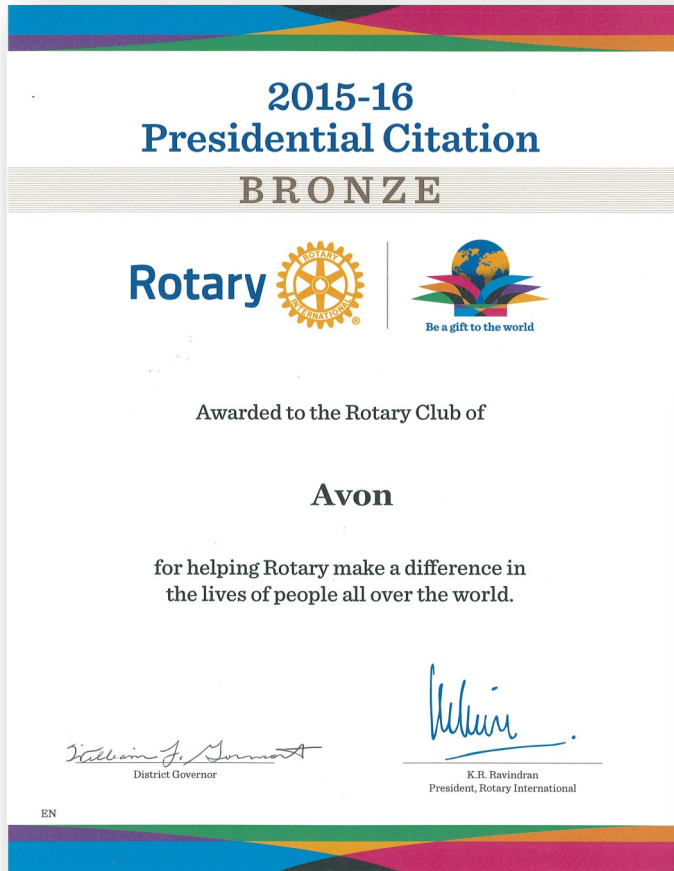 2015-16
Presidential Citation
BRONZE
Rotary
ROTARY
INTERNATIONAL
®
Be a gift to the world
Awarded to the Rotary Club of
Avon
for helping Rotary make a difference in
the lives of people all over the world.
William J.
District Governor
K.R. Ravindran
President, Rotary International
EN